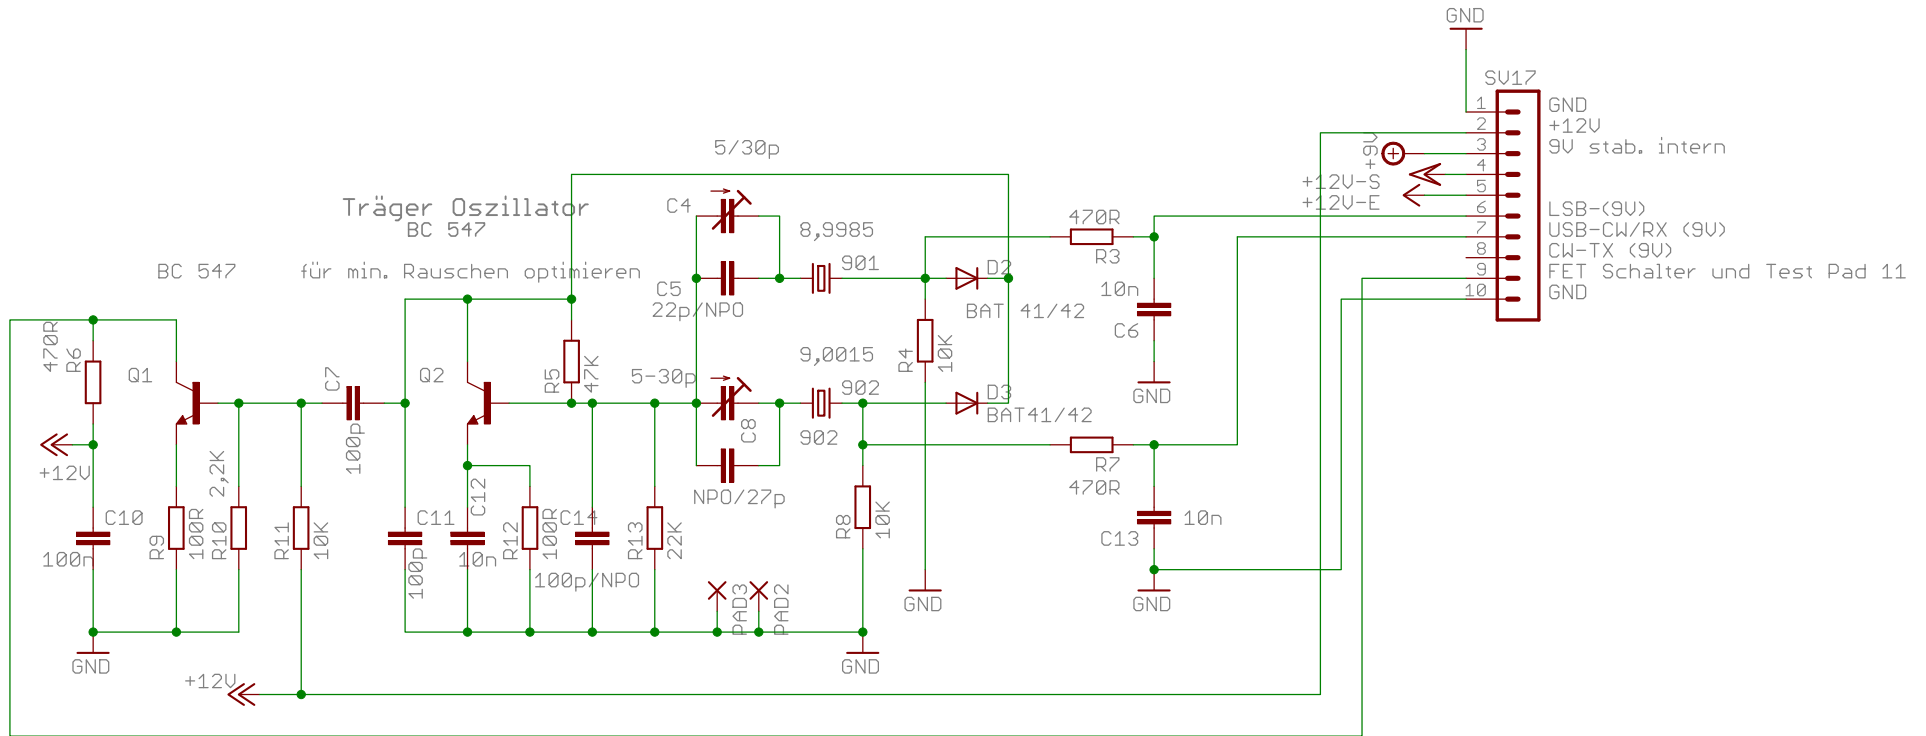 GND
SV17
1 GND
2 +12V
3 9V stab. intern
+9V
4
+12V-S
5
+12V-E
6 LSB-(9V)
7 USB-CW/RX (9V)
8 CW-TX (9V)
9 FET Schalter und Test Pad 11
10 GND
5/30p
Träger Oszillator
BC 547
für min. Rauschen optimieren
BC 547
C4
8,9985
901
C5
22p/NPO
470R
R3
D2
BAT 41/42
10n
C6
GND
470R
R6
Q1
C7
100p
Q2
R5
47K
5-30p
C8
9,0015
902
902
R4
10K
D3
BAT41/42
+12V
2,2K
NPO/27p
R7
470R
C10
100n
R9
100R
R10
R11
10K
C11
100p
C12
10n
R12
100R
C14
100p/NPO
R13
22K
R8
10K
10n
C13
PAD3
PAD2
GND
GND
GND
GND
+12V